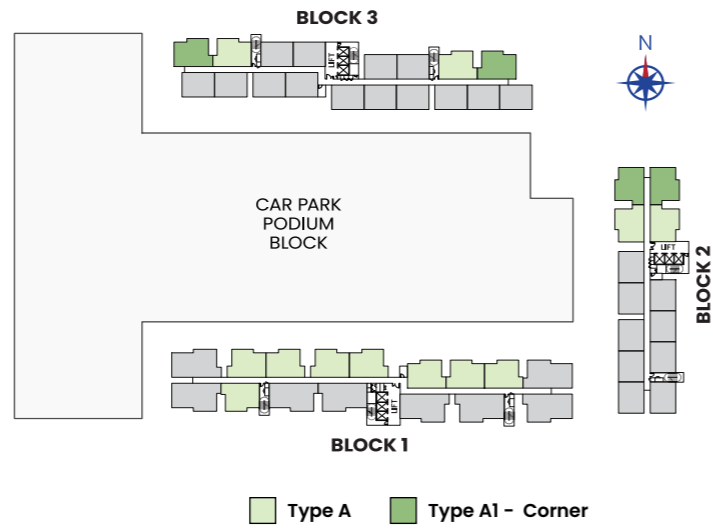 BLOCK 3
N
LIFT
CAR PARK
PODIUM
BLOCK
LIFT
BLOCK 2
LIFT
BLOCK 1
Type A
Type A1 - Corner